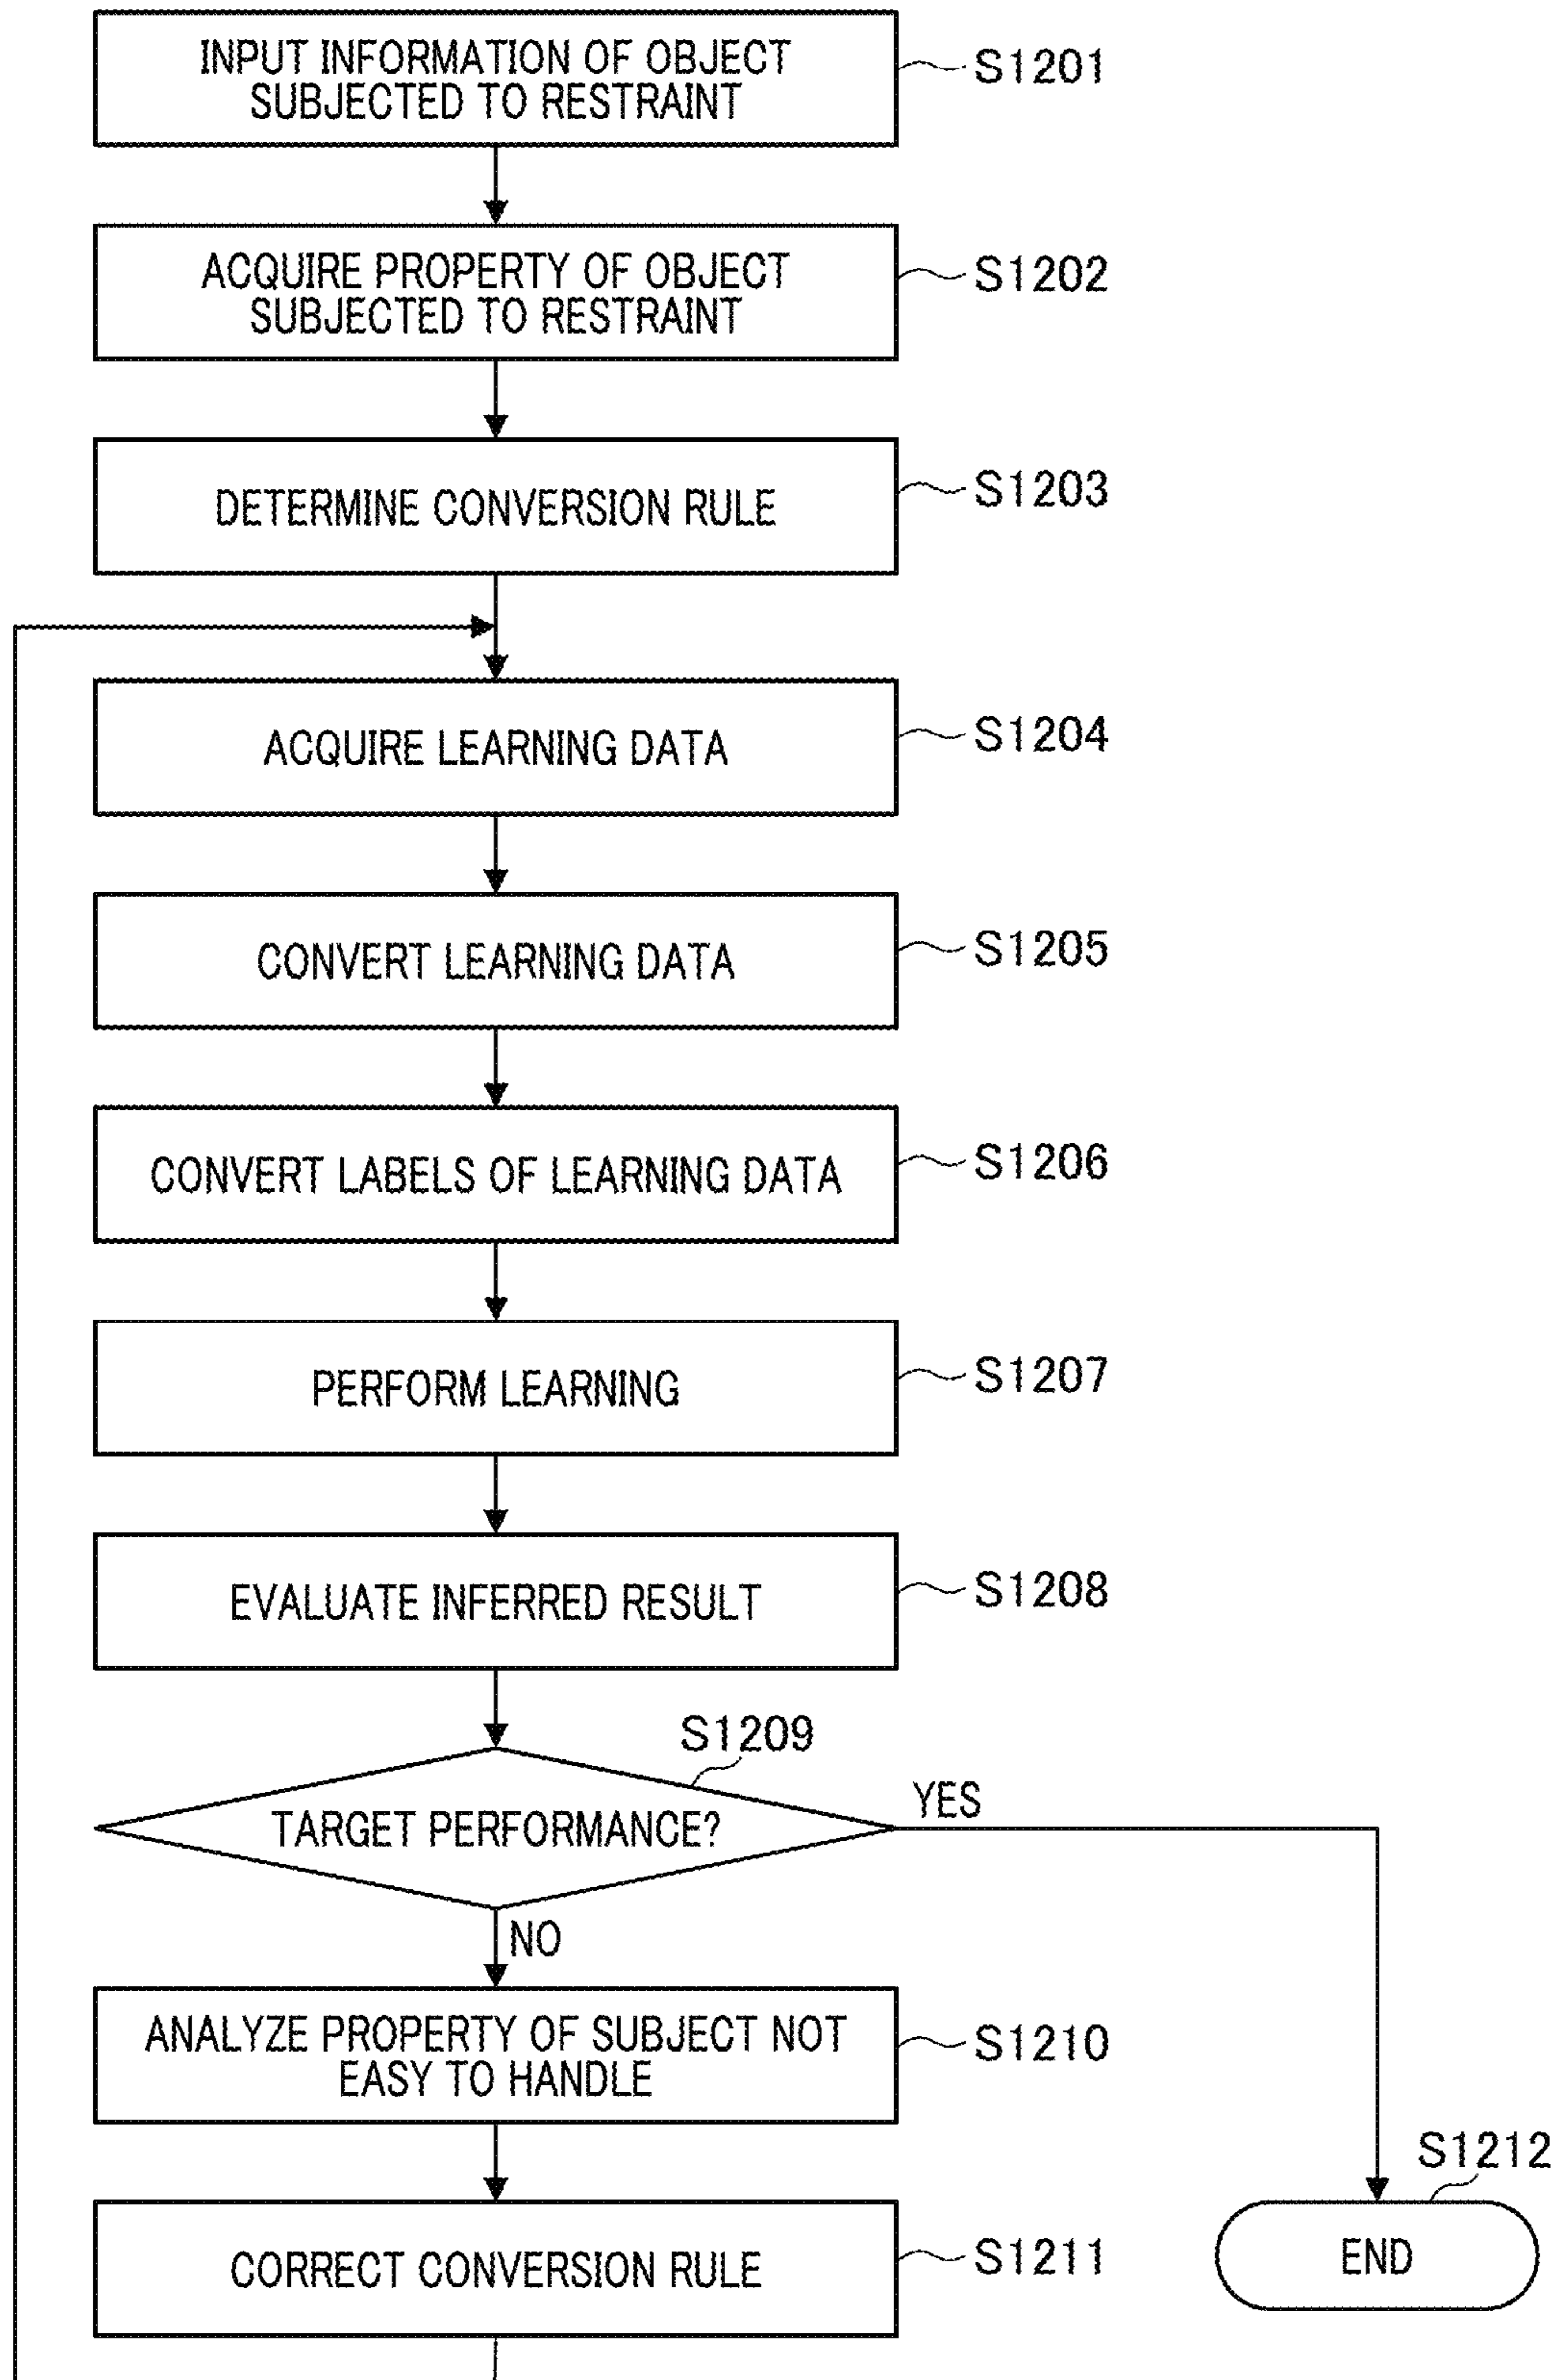 INPUT INFORMATION OF OBJECT
SUBJECTED TO RESTRAINT
S1201
ACQUIRE PROPERTY OF OBJECT
SUBJECTED TO RESTRAINT
S1202
DETERMINE CONVERSION RULE
S1203
ACQUIRE LEARNING DATA
S1204
CONVERT LEARNING DATA
S1205
CONVERT LABELS OF LEARNING DATA
S1206
PERFORM LEARNING
S1207
EVALUATE INFERRED RESULT
S1208
S1209
TARGET PERFORMANCE?
YES
NO
ANALYZE PROPERTY OF SUBJECT NOT
EASY TO HANDLE
S1210
CORRECT CONVERSION RULE
S1211
S1212
END